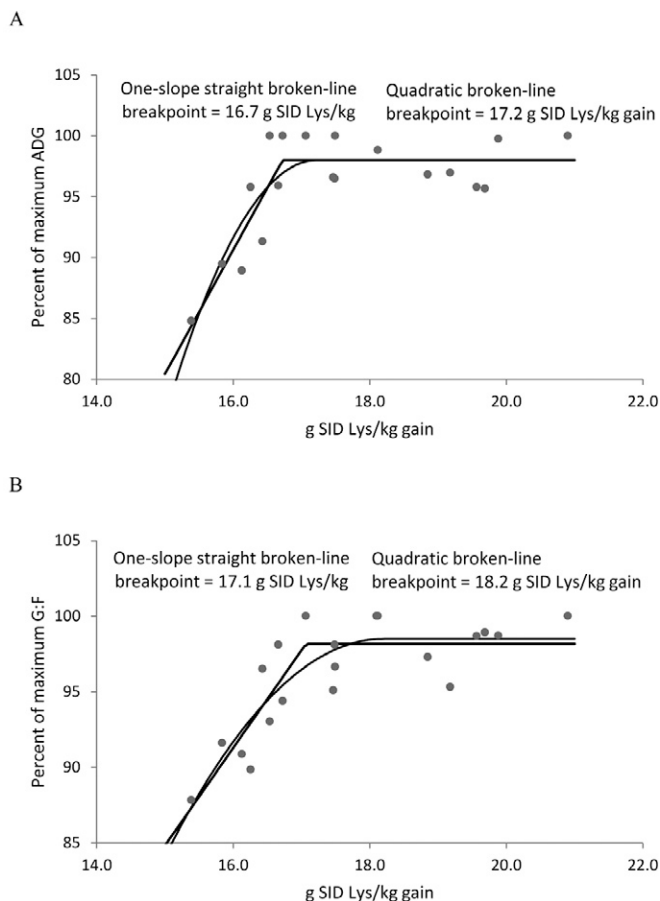 A
One-slope straight broken-line
breakpoint = 16.7 g SID Lys/kg
Quadratic broken-line
breakpoint = 17.2 g SID Lys/kg gain
Percent of maximum ADG
105
100
95
90
85
80
14.0 16.0 18.0 20.0 22.0
g SID Lys/kg gain
B
One-slope straight broken-line
breakpoint = 17.1 g SID Lys/kg
Quadratic broken-line
breakpoint = 18.2 g SID Lys/kg gain
Percent of maximum G:F
105
100
95
90
85
14.0 16.0 18.0 20.0 22.0
g SID Lys/kg gain